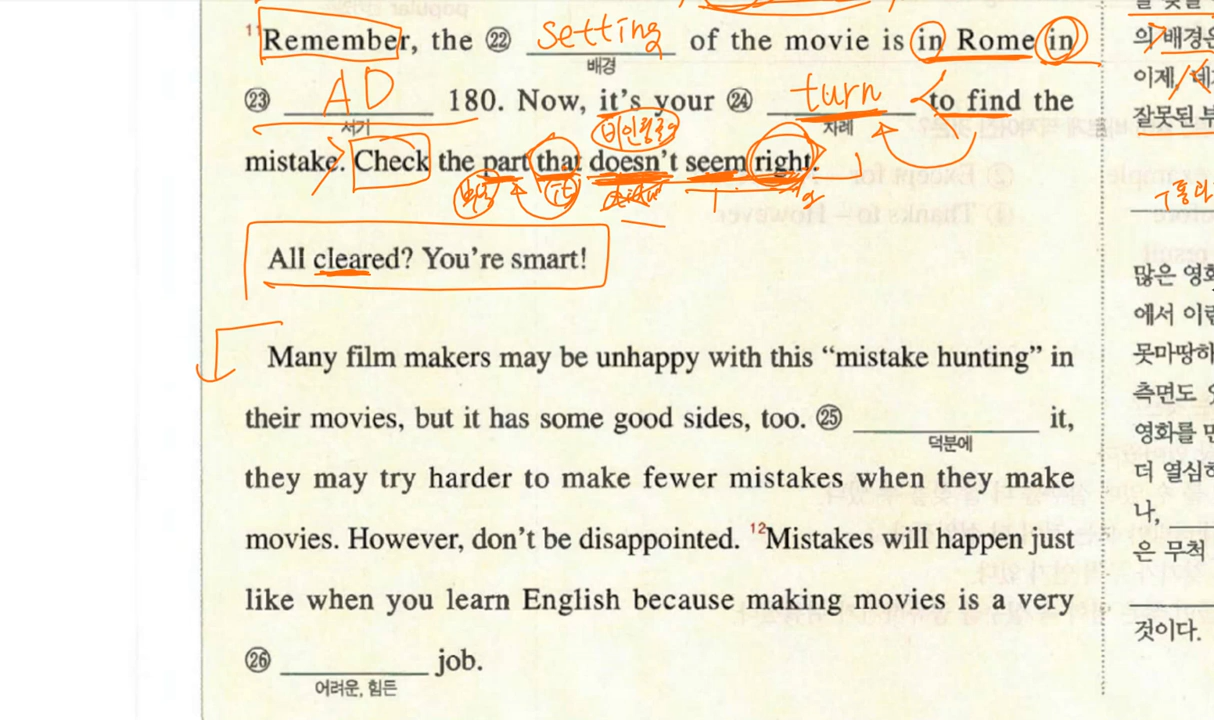 11Remember, the ㉒ setting of the movie is in Rome in
배경
㉓ AD 180. Now, it's your ㉔ turn to find the
서기 차례
mistake. Check the part that doesn't seem right.
All cleared? You're smart!
Many film makers may be unhappy with this “mistake hunting” in
their movies, but it has some good sides, too. ㉕ it,
덕분에
they may try harder to make fewer mistakes when they make
movies. However, don't be disappointed. 12Mistakes will happen just
like when you learn English because making movies is a very
㉖ job.
어려운, 힘든
의 배경은
이제,
잘못된 부
많은 영화
에서 이런
못마땅하
측면도
영화를 만
더 열심히
나,
은 무척
것이다.